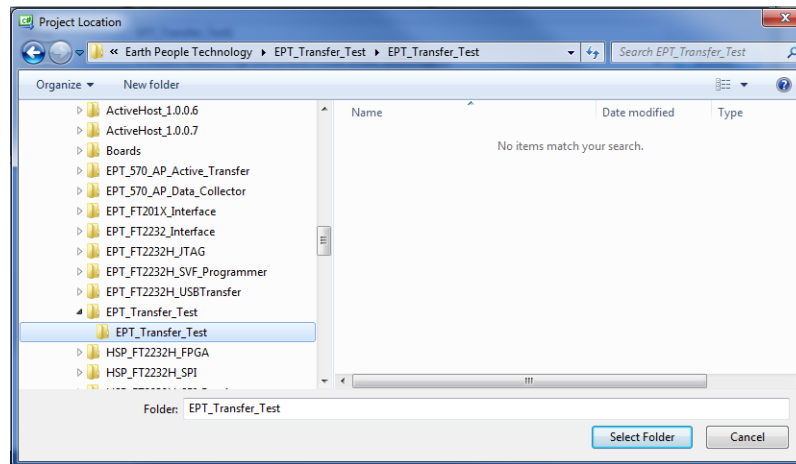 Project Location
« Earth People Technology EPT_Transfer_Test EPT_Transfer_Test
Search EPT_Transfer_Test
Organize New folder
ActiveHost_1.0.0.6
ActiveHost_1.0.0.7
Boards
EPT_570_AP_Active_Transfer
EPT_570_AP_Data_Collector
EPT_FT201X_Interface
EPT_FT2232_Interface
EPT_FT2232H_JTAG
EPT_FT2232H_SVF_Programmer
EPT_FT2232H_USBTransfer
EPT_Transfer_Test
EPT_Transfer_Test
HSP_FT2232H_FPGA
HSP_FT2232H_SPI
Name Date modified Type
No items match your search.
Folder: EPT_Transfer_Test
Select Folder Cancel